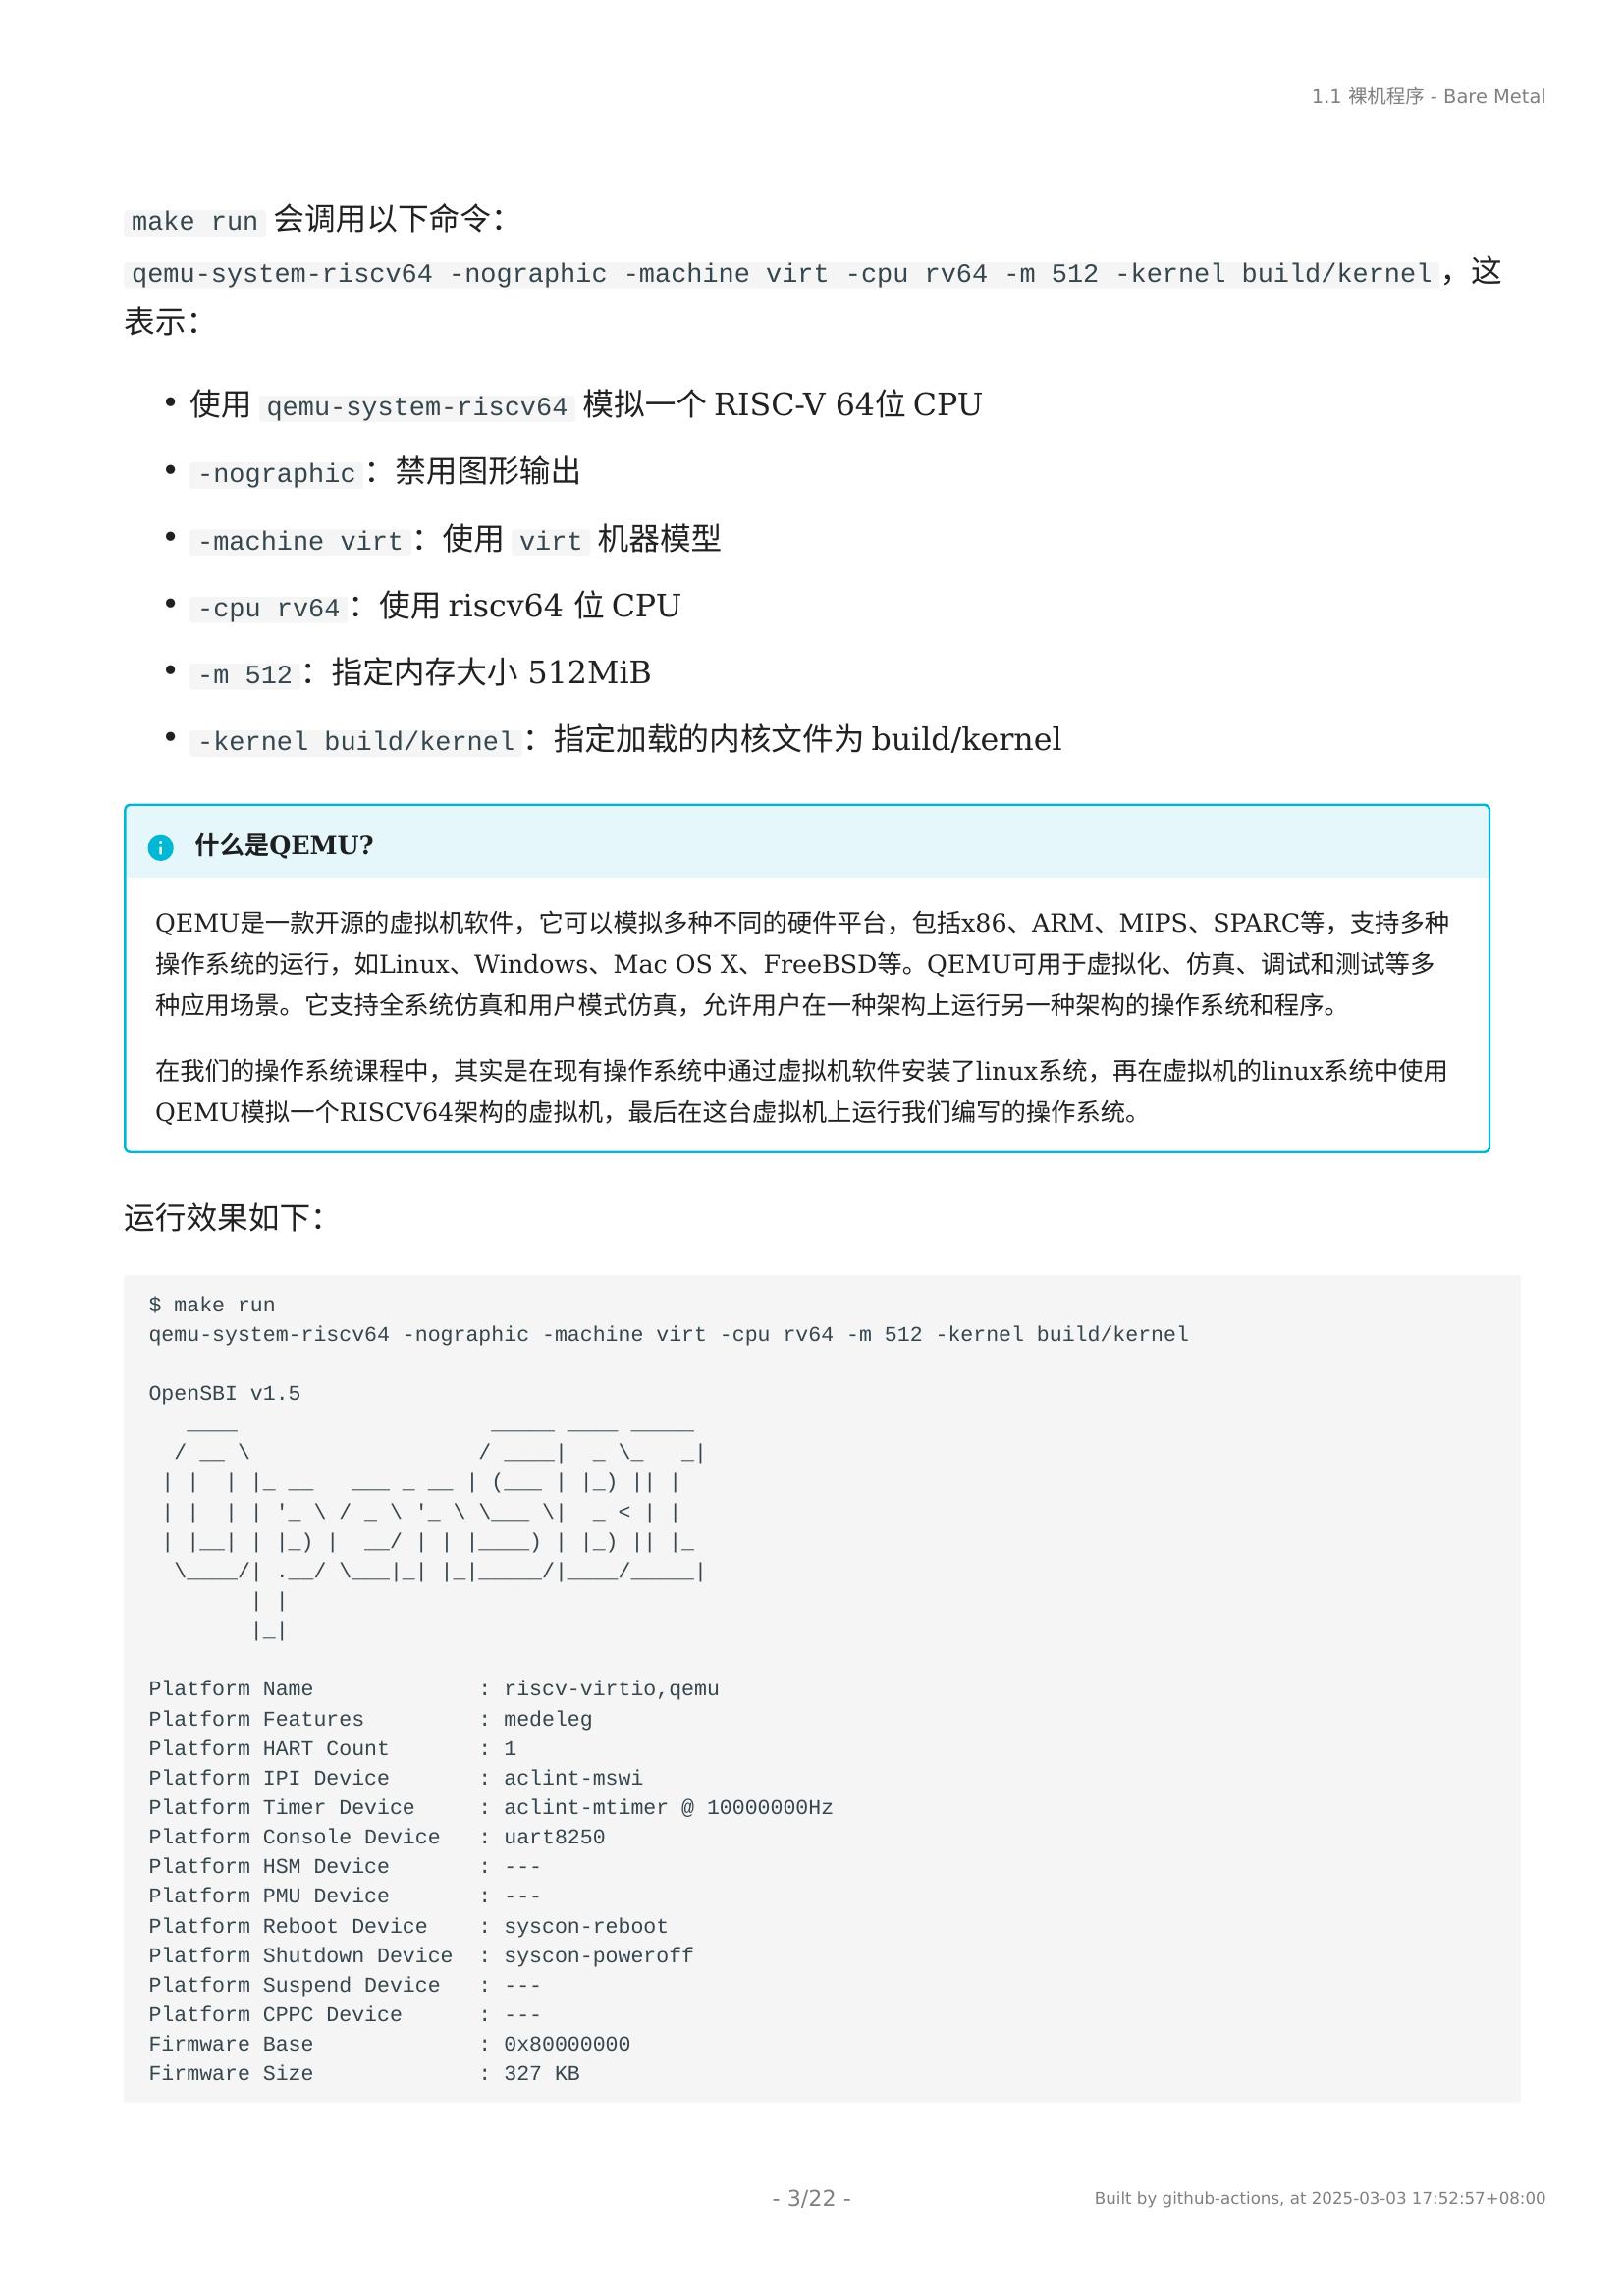 1.1 裸机程序 - Bare Metal
make run 会调用以下命令：
qemu-system-riscv64 -nographic -machine virt -cpu rv64 -m 512 -kernel build/kernel，这
表示：
• 使用 qemu-system-riscv64 模拟一个 RISC-V 64位 CPU
• -nographic：禁用图形输出
• -machine virt：使用 virt 机器模型
• -cpu rv64：使用 riscv64 位 CPU
• -m 512：指定内存大小 512MiB
• -kernel build/kernel：指定加载的内核文件为 build/kernel
什么是QEMU?
QEMU是一款开源的虚拟机软件，它可以模拟多种不同的硬件平台，包括x86、ARM、MIPS、SPARC等，支持多种
操作系统的运行，如Linux、Windows、Mac OS X、FreeBSD等。QEMU可用于虚拟化、仿真、调试和测试等多
种应用场景。它支持全系统仿真和用户模式仿真，允许用户在一种架构上运行另一种架构的操作系统和程序。
在我们的操作系统课程中，其实是在现有操作系统中通过虚拟机软件安装了linux系统，再在虚拟机的linux系统中使用
QEMU模拟一个RISCV64架构的虚拟机，最后在这台虚拟机上运行我们编写的操作系统。
运行效果如下：
$ make run
qemu-system-riscv64 -nographic -machine virt -cpu rv64 -m 512 -kernel build/kernel
OpenSBI v1.5
   ____                    _____ ____ _____
  / __ \                  / ____|  _ \_   _|
 | |  | |_ __   ___ _ __ | (___ | |_) || |
 | |  | | '_ \ / _ \ '_ \ \___ \|  _ < | |
 | |__| | |_) |  __/ | | |____) | |_) || |_
  \____/| .__/ \___|_| |_|_____/|____/_____|
        | |
        |_|
Platform Name             : riscv-virtio,qemu
Platform Features         : medeleg
Platform HART Count       : 1
Platform IPI Device       : aclint-mswi
Platform Timer Device     : aclint-mtimer @ 10000000Hz
Platform Console Device   : uart8250
Platform HSM Device       : ---
Platform PMU Device       : ---
Platform Reboot Device    : syscon-reboot
Platform Shutdown Device  : syscon-poweroff
Platform Suspend Device   : ---
Platform CPPC Device      : ---
Firmware Base             : 0x80000000
Firmware Size             : 327 KB
- 3/22 -
Built by github-actions, at 2025-03-03 17:52:57+08:00